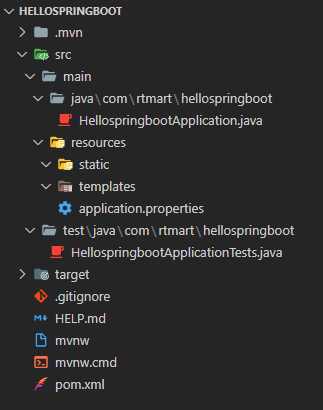 HELLOSPRINGBOOT
.mvn
src
main
java\com\rtmart\hellospringboot
HellospringbootApplication.java
resources
static
templates
application.properties
test\java\com\rtmart\hellospringboot
HellospringbootApplicationTests.java
target
.gitignore
HELP.md
mvnw
mvnw.cmd
pom.xml